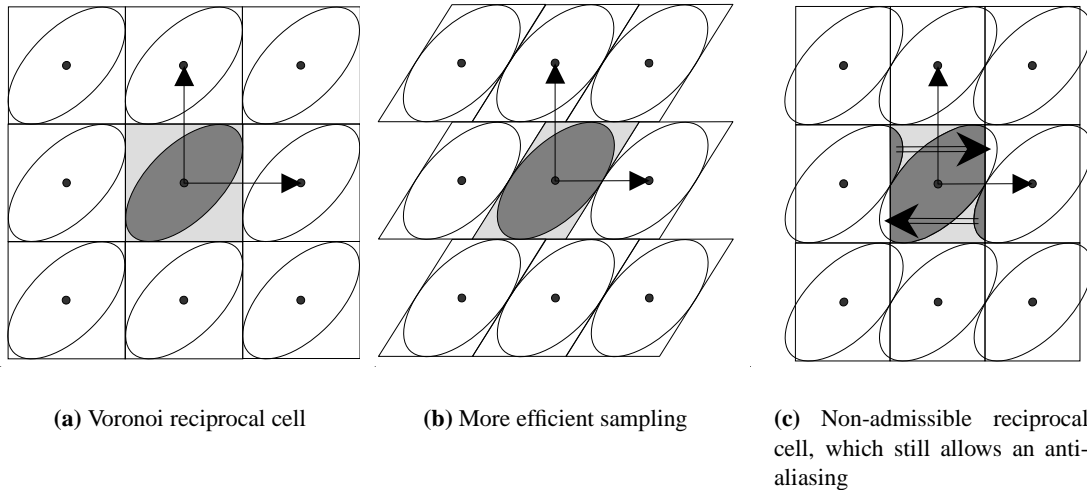 (a) Voronoi reciprocal cell
(b) More efficient sampling
(c) Non-admissible reciprocal
cell, which still allows an anti-
aliasing